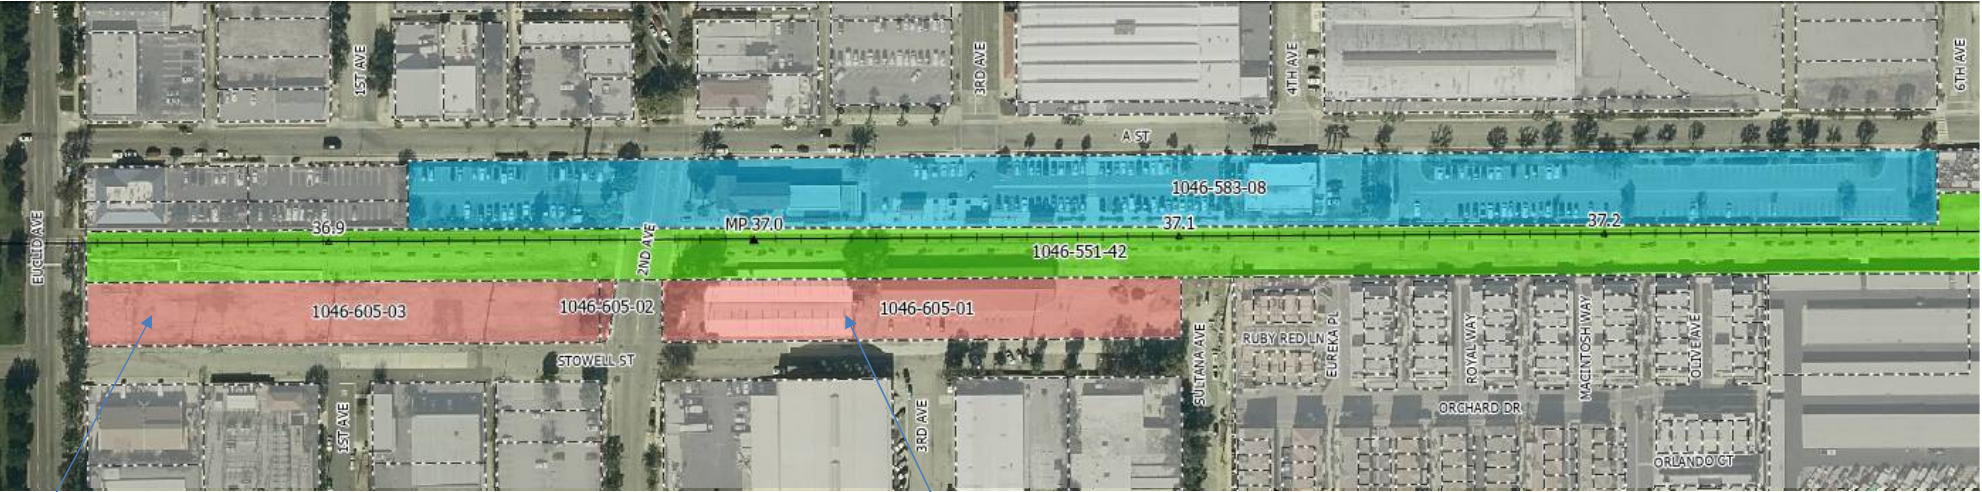 1ST AVE
3RD AVE
4TH AVE
6TH AVE
A ST
1046-583-08
EUCLID AVE
36.9
2ND AVE
MP 37.0
37.1
37.2
1046-551-42
1046-605-03
1046-605-02
1046-605-01
STOWELL ST
SULTANA AVE
RUBY RED LN
EUREKA PL
ROYAL WAY
MACINTOSH WAY
OLIVE AVE
1ST AVE
3RD AVE
ORCHARD DR
ORLANDO CT